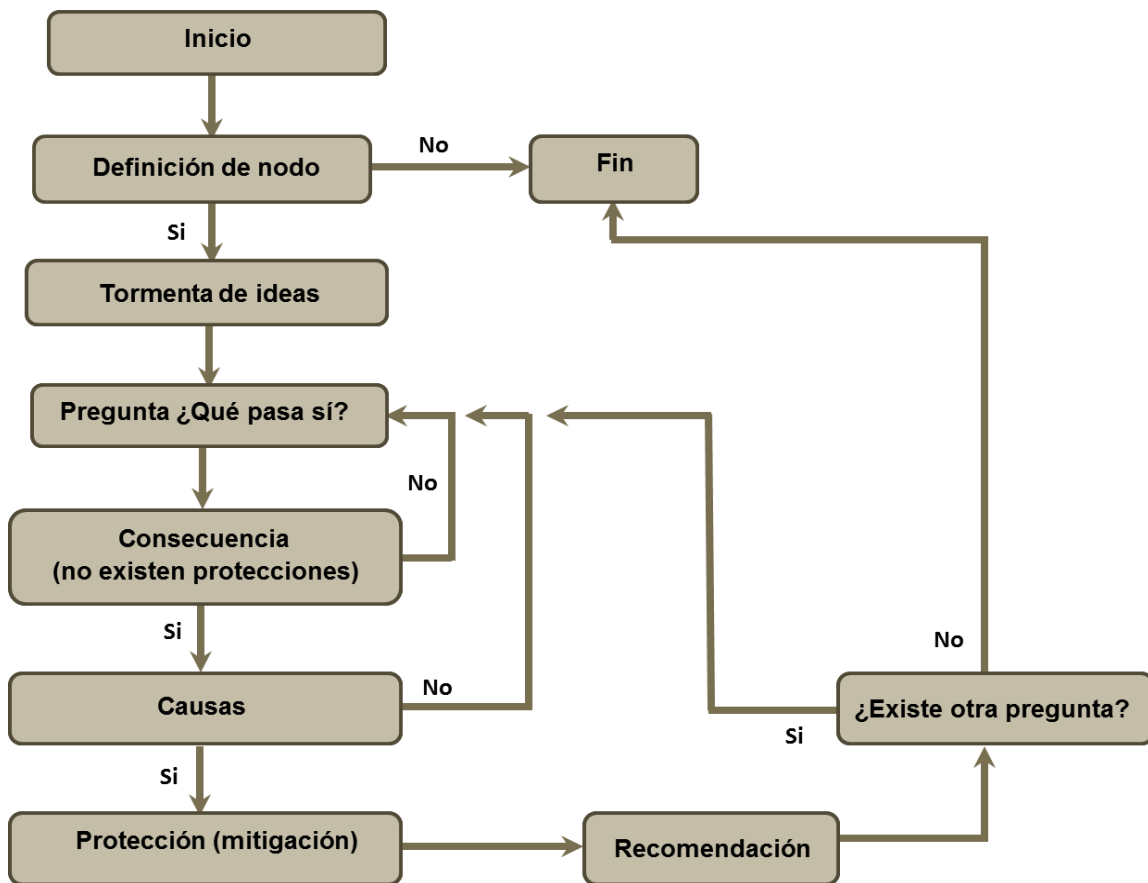 Inicio
No
Definición de nodo
Fin
Si
Tormenta de ideas
Pregunta ¿Qué pasa sí?
No
Consecuencia
(no existen protecciones)
Si
No
No
Causas
¿Existe otra pregunta?
Si
Si
Protección (mitigación)
Recomendación